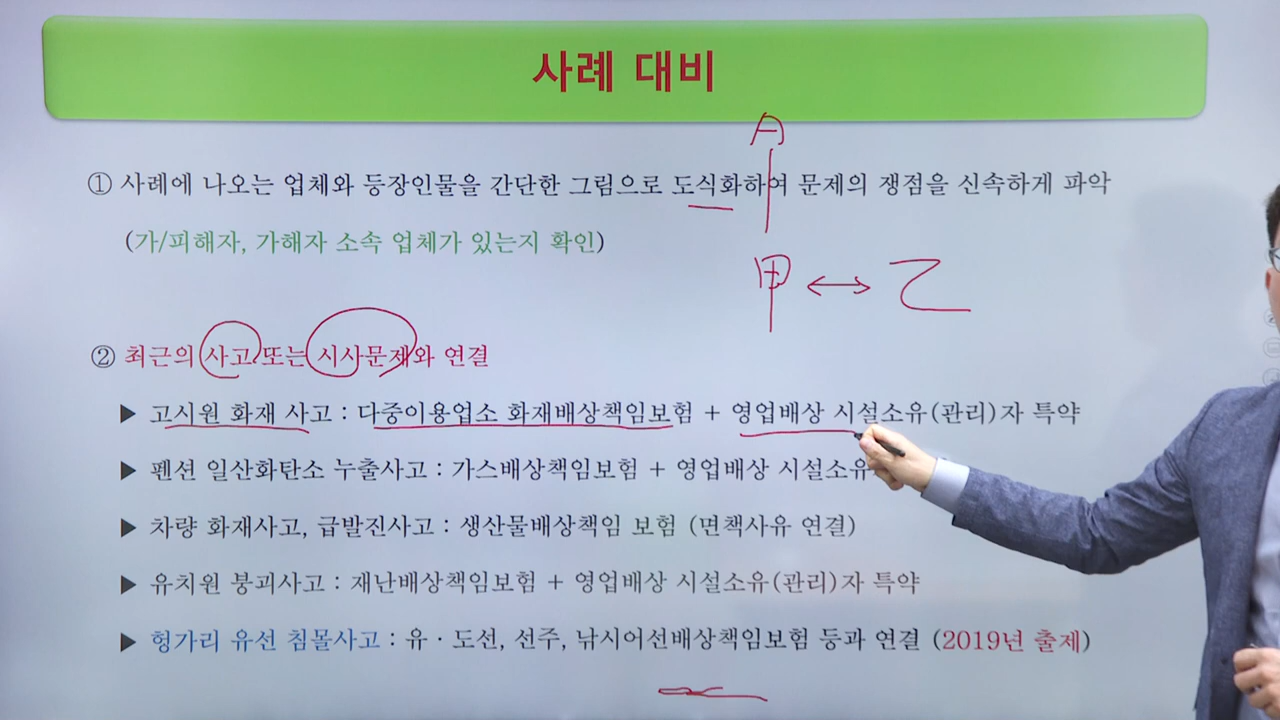 사례 대비
A
① 사례에 나오는 업체와 등장인물을 간단한 그림으로 도식화하여 문제의 쟁점을 신속하게 파악
(가/피해자, 가해자 소속 업체가 있는지 확인)
甲 ↔ 乙
② 최근의 사고 또는 시사문제와 연결
▶ 고시원 화재 사고 : 다중이용업소 화재배상책임보험 + 영업배상 시설소유(관리)자 특약
▶ 펜션 일산화탄소 누출사고 : 가스배상책임보험 + 영업배상 시설소유
▶ 차량 화재사고, 급발진사고 : 생산물배상책임 보험 (면책사유 연결)
▶ 유치원 붕괴사고 : 재난배상책임보험 + 영업배상 시설소유(관리)자 특약
▶ 헝가리 유선 침몰사고 : 유 · 도선, 선주, 낚시어선배상책임보험 등과 연결 (2019년 출제)